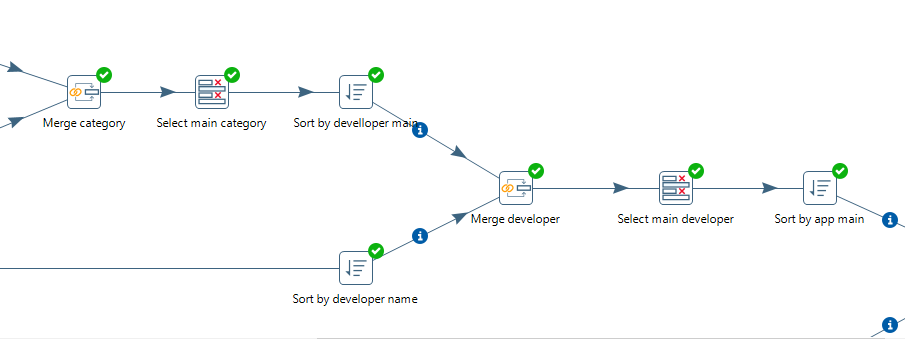 Merge category
Select main category
Sort by develloper main
Merge developer
Select main developer
Sort by app main
Sort by developer name